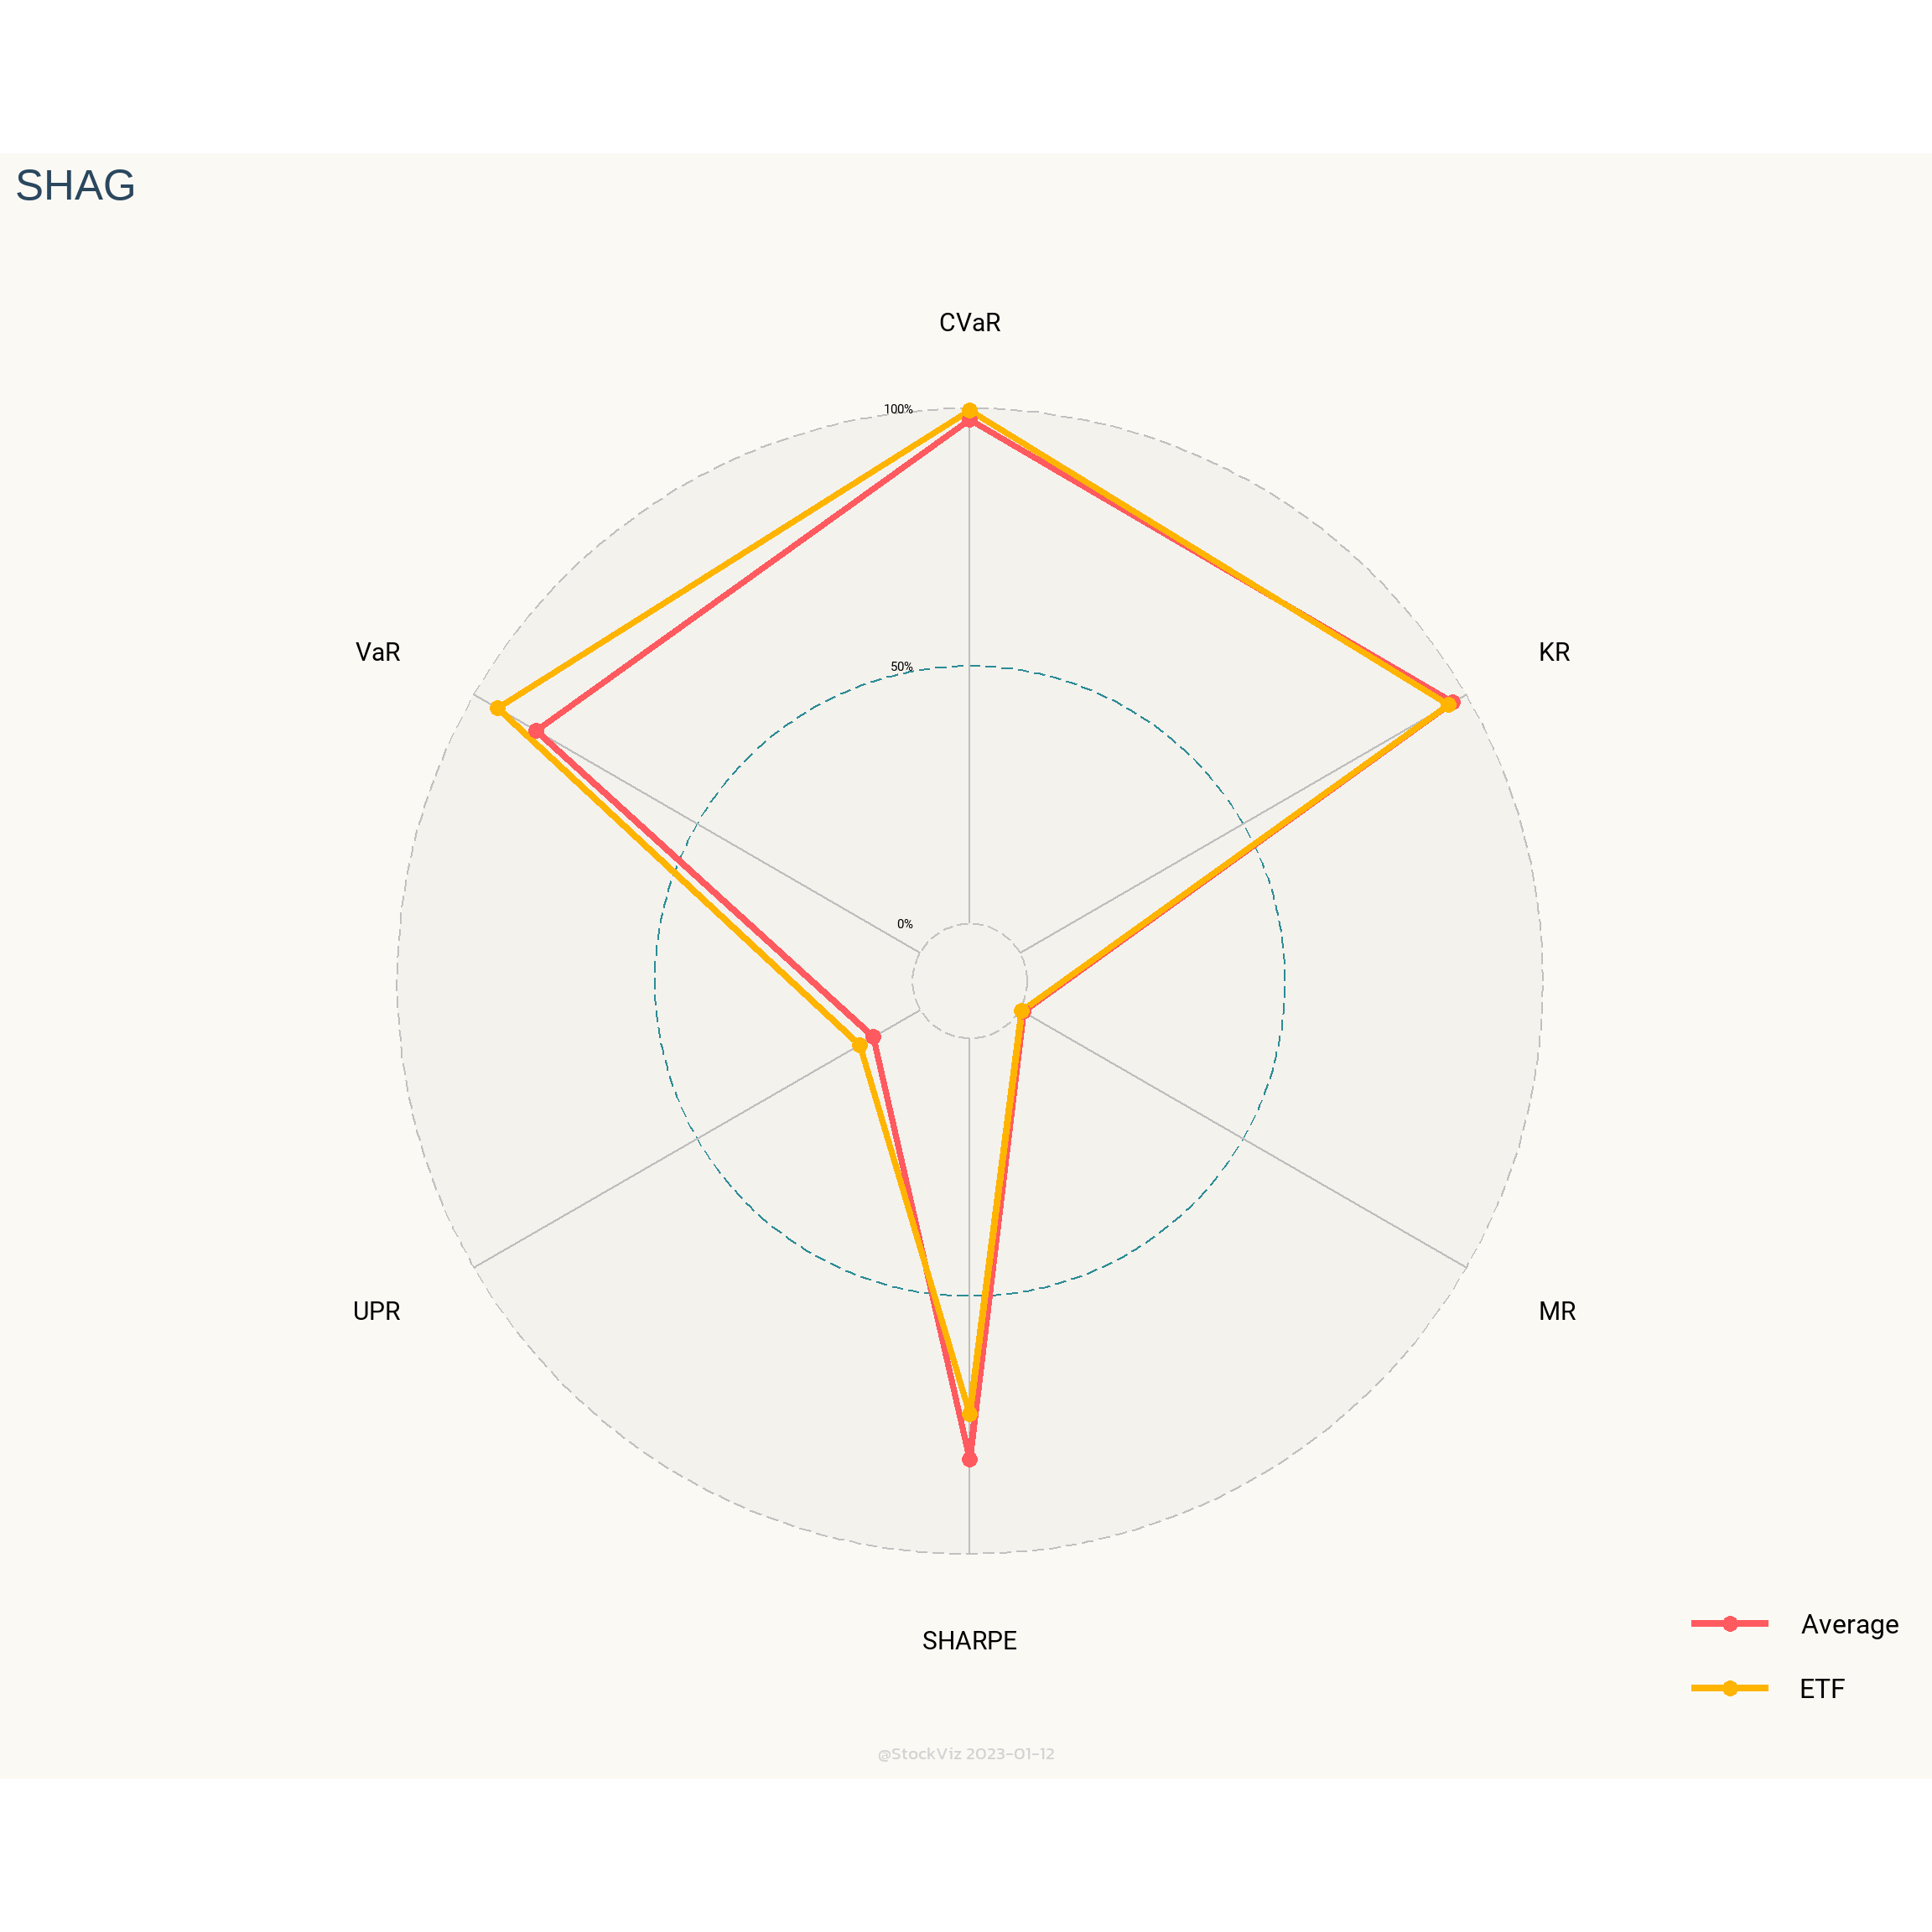 SHAG
CVaR
100%
KR
VaR
50%
0%
UPR
MR
SHARPE
Average
ETF
@StockViz 2023-01-12